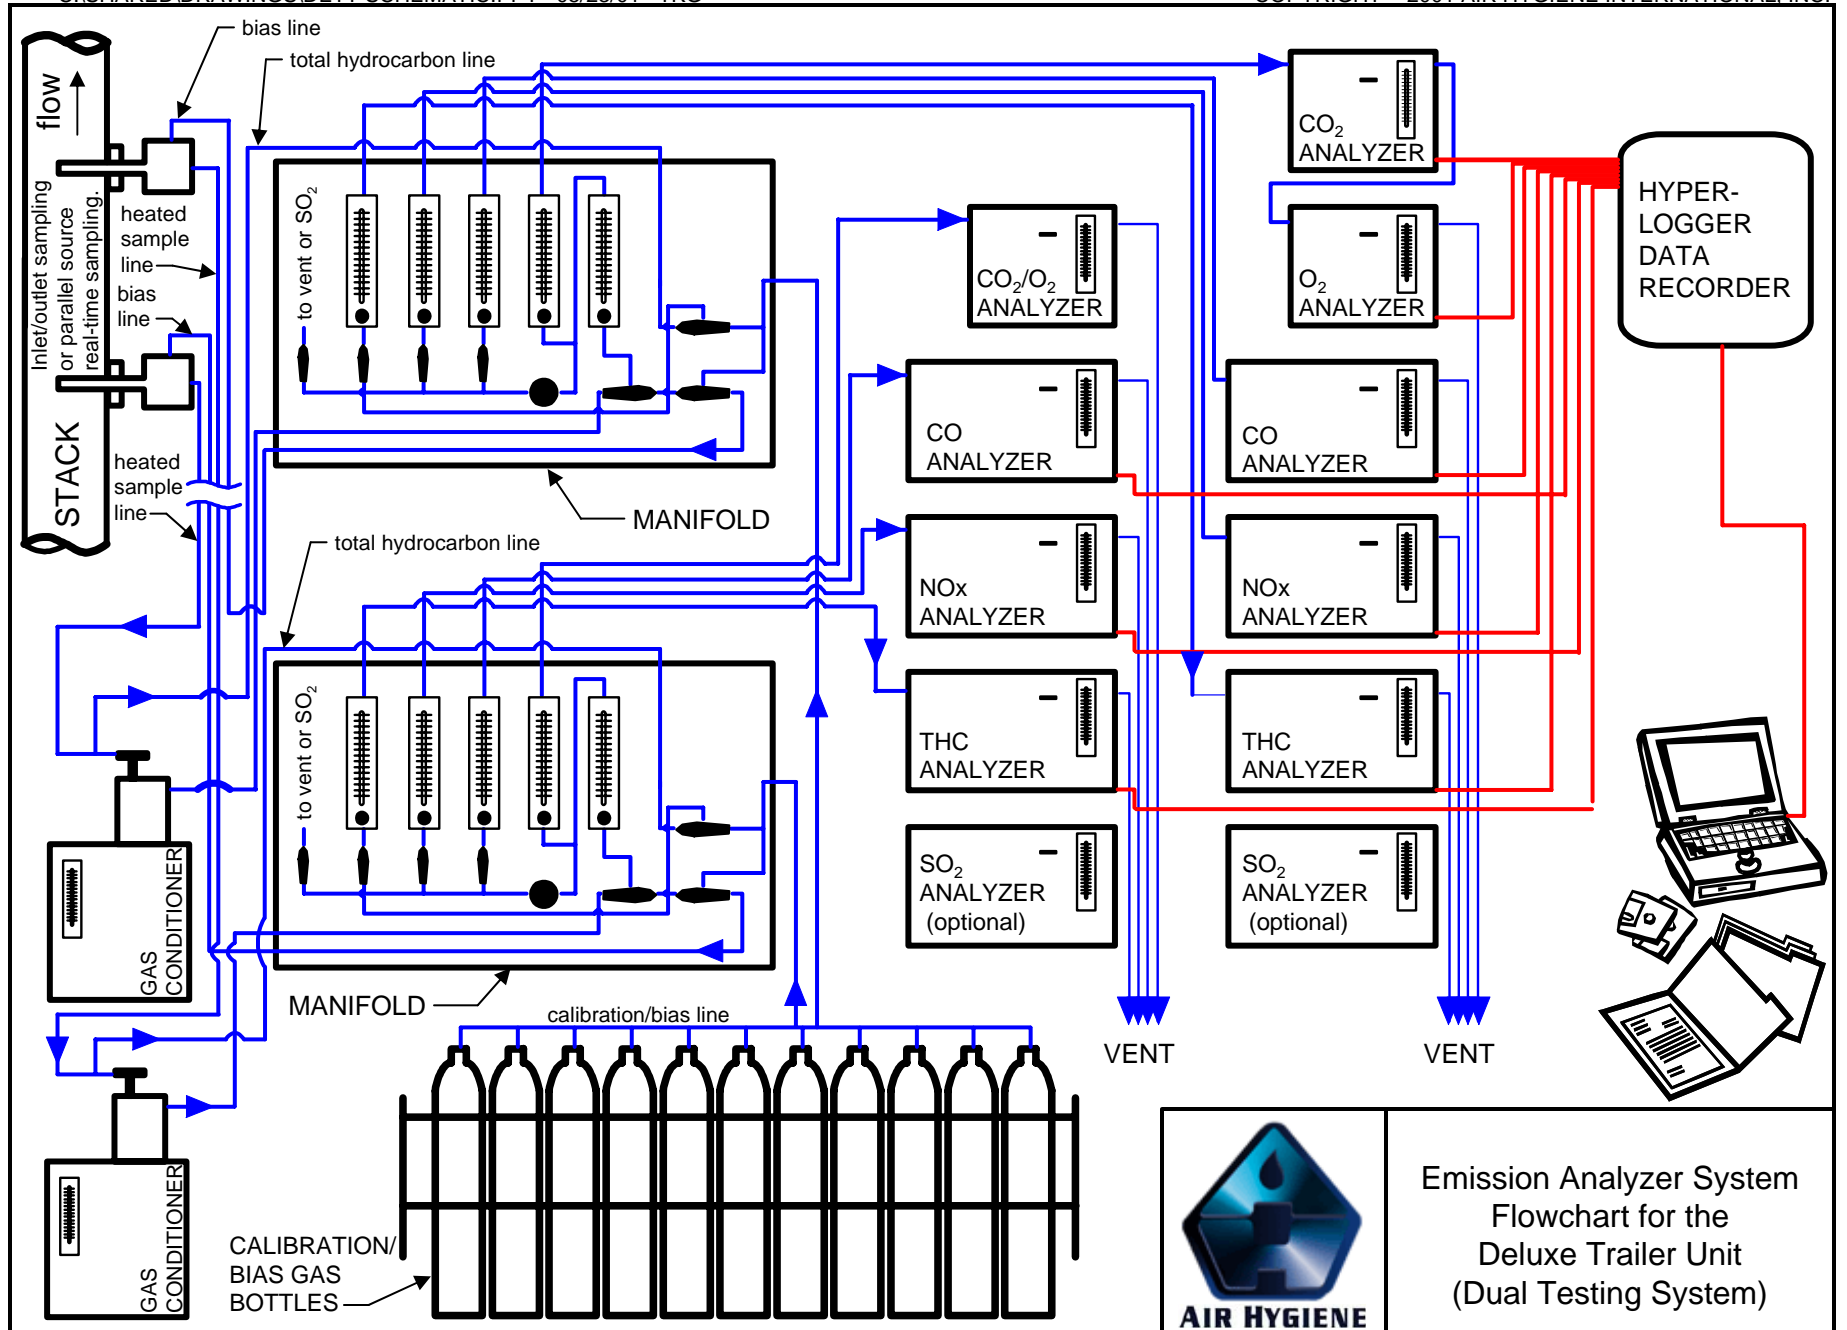 bias line
total hydrocarbon line
flow
Inlet/outlet sampling
or parallel source
real-time sampling.
STACK
heated
sample
line
bias
line
heated
sample
line
to vent or SO2
MANIFOLD
total hydrocarbon line
to vent or SO2
MANIFOLD
CO2
ANALYZER
CO2/O2
ANALYZER
O2
ANALYZER
HYPER-
LOGGER
DATA
RECORDER
CO
ANALYZER
CO
ANALYZER
NOx
ANALYZER
NOx
ANALYZER
THC
ANALYZER
THC
ANALYZER
SO2
ANALYZER
(optional)
SO2
ANALYZER
(optional)
GAS
CONDITIONER
GAS
CONDITIONER
calibration/bias line
VENT
VENT
CALIBRATION/
BIAS GAS
BOTTLES
AIR HYGIENE
Emission Analyzer System
Flowchart for the
Deluxe Trailer Unit
(Dual Testing System)